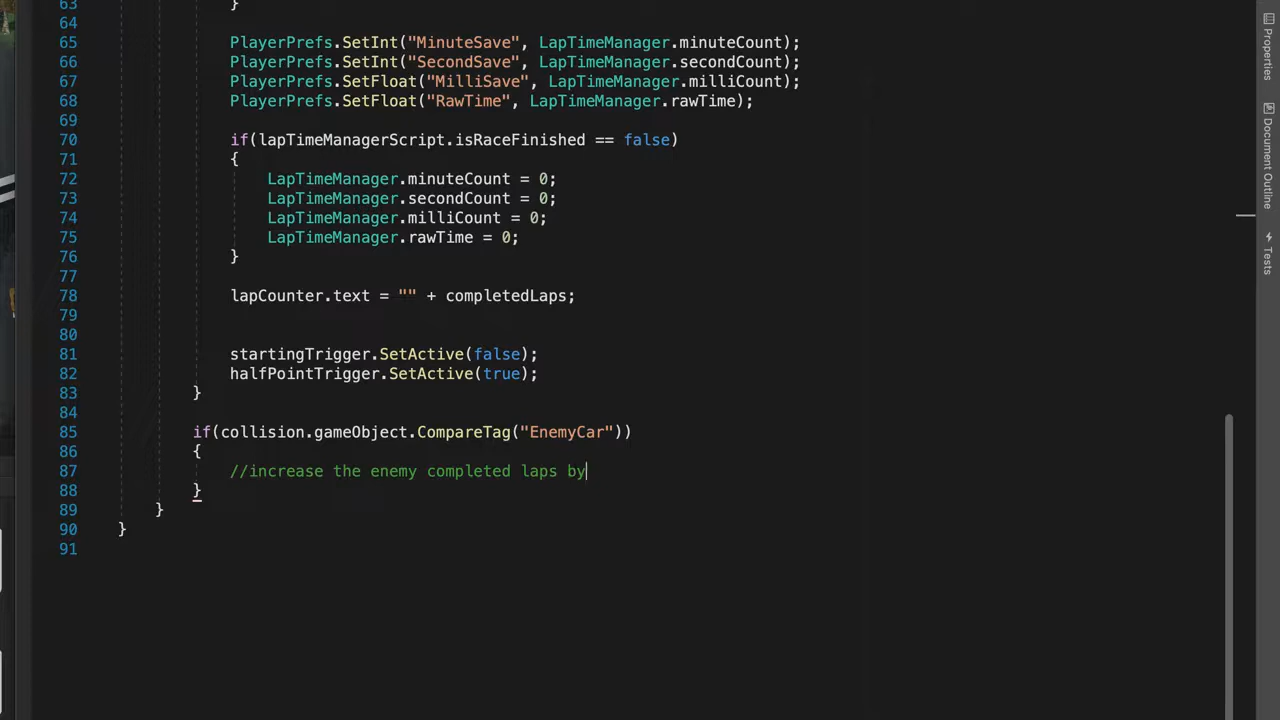 63 }
64
65 PlayerPrefs.SetInt("MinuteSave", LapTimeManager.minuteCount);
66 PlayerPrefs.SetInt("SecondSave", LapTimeManager.secondCount);
67 PlayerPrefs.SetFloat("MilliSave", LapTimeManager.milliCount);
68 PlayerPrefs.SetFloat("RawTime", LapTimeManager.rawTime);
69
70 if(lapTimeManagerScript.isRaceFinished == false)
71 {
72 LapTimeManager.minuteCount = 0;
73 LapTimeManager.secondCount = 0;
74 LapTimeManager.milliCount = 0;
75 LapTimeManager.rawTime = 0;
76 }
77
78 lapCounter.text = "" + completedLaps;
79
80
81 startingTrigger.SetActive(false);
82 halfPointTrigger.SetActive(true);
83 }
84
85 if(collision.gameObject.CompareTag("EnemyCar"))
86 {
87 //increase the enemy completed laps by
88 }
89 }
90 }
91
Properties
Document Outline
Tests